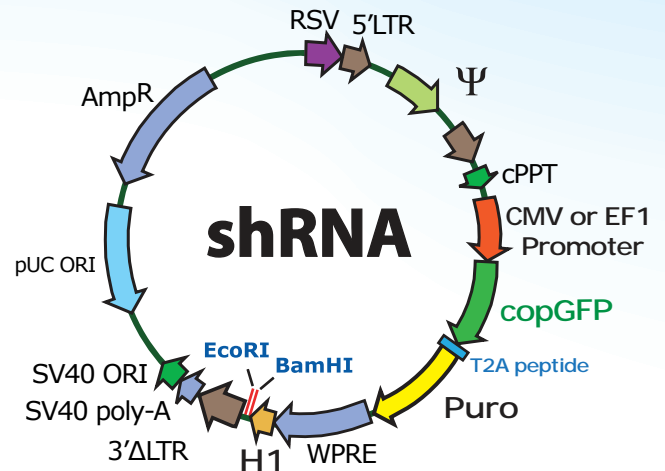 RSV
5'LTR
Ψ
cPPT
CMV or EF1
Promoter
copGFP
T2A peptide
Puro
WPRE
H1
3'ΔLTR
SV40 poly-A
SV40 ORI
pUC ORI
AmpR
shRNA
EcoRI
BamHI